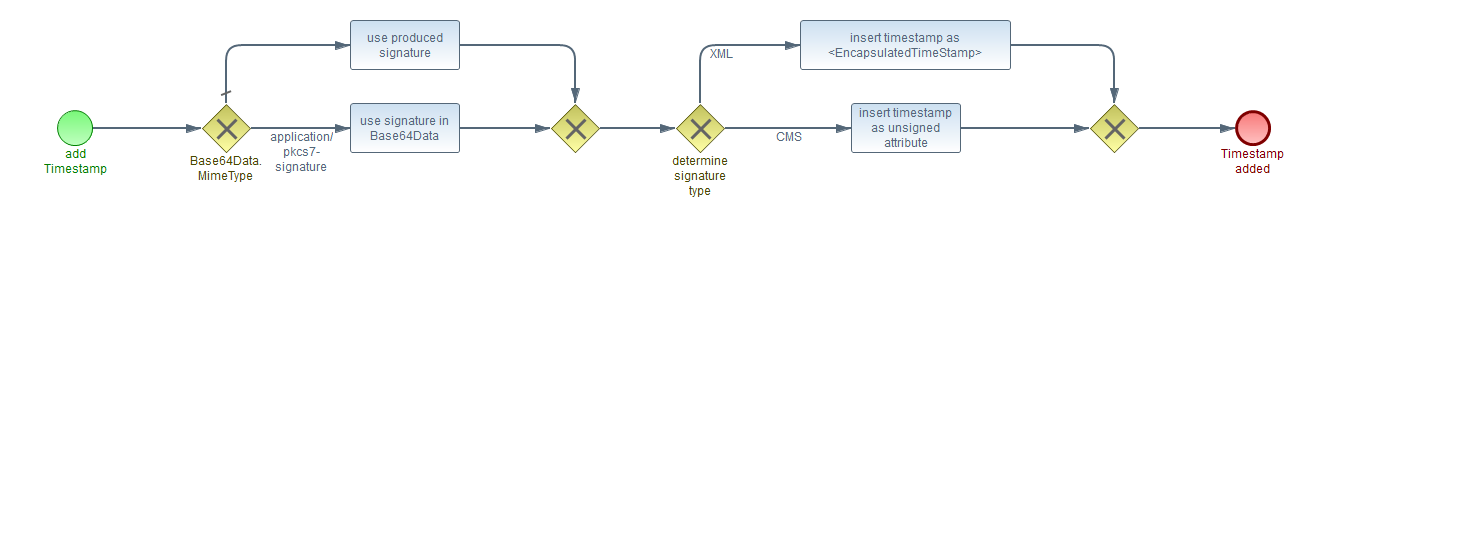 use produced
signature
XML
insert timestamp as
<EncapsulatedTimeStamp>
add
Timestamp
Base64Data.
MimeType
application/
pkcs7-
signature
use signature in
Base64Data
determine
signature
type
CMS
insert timestamp
as unsigned
attribute
Timestamp
added